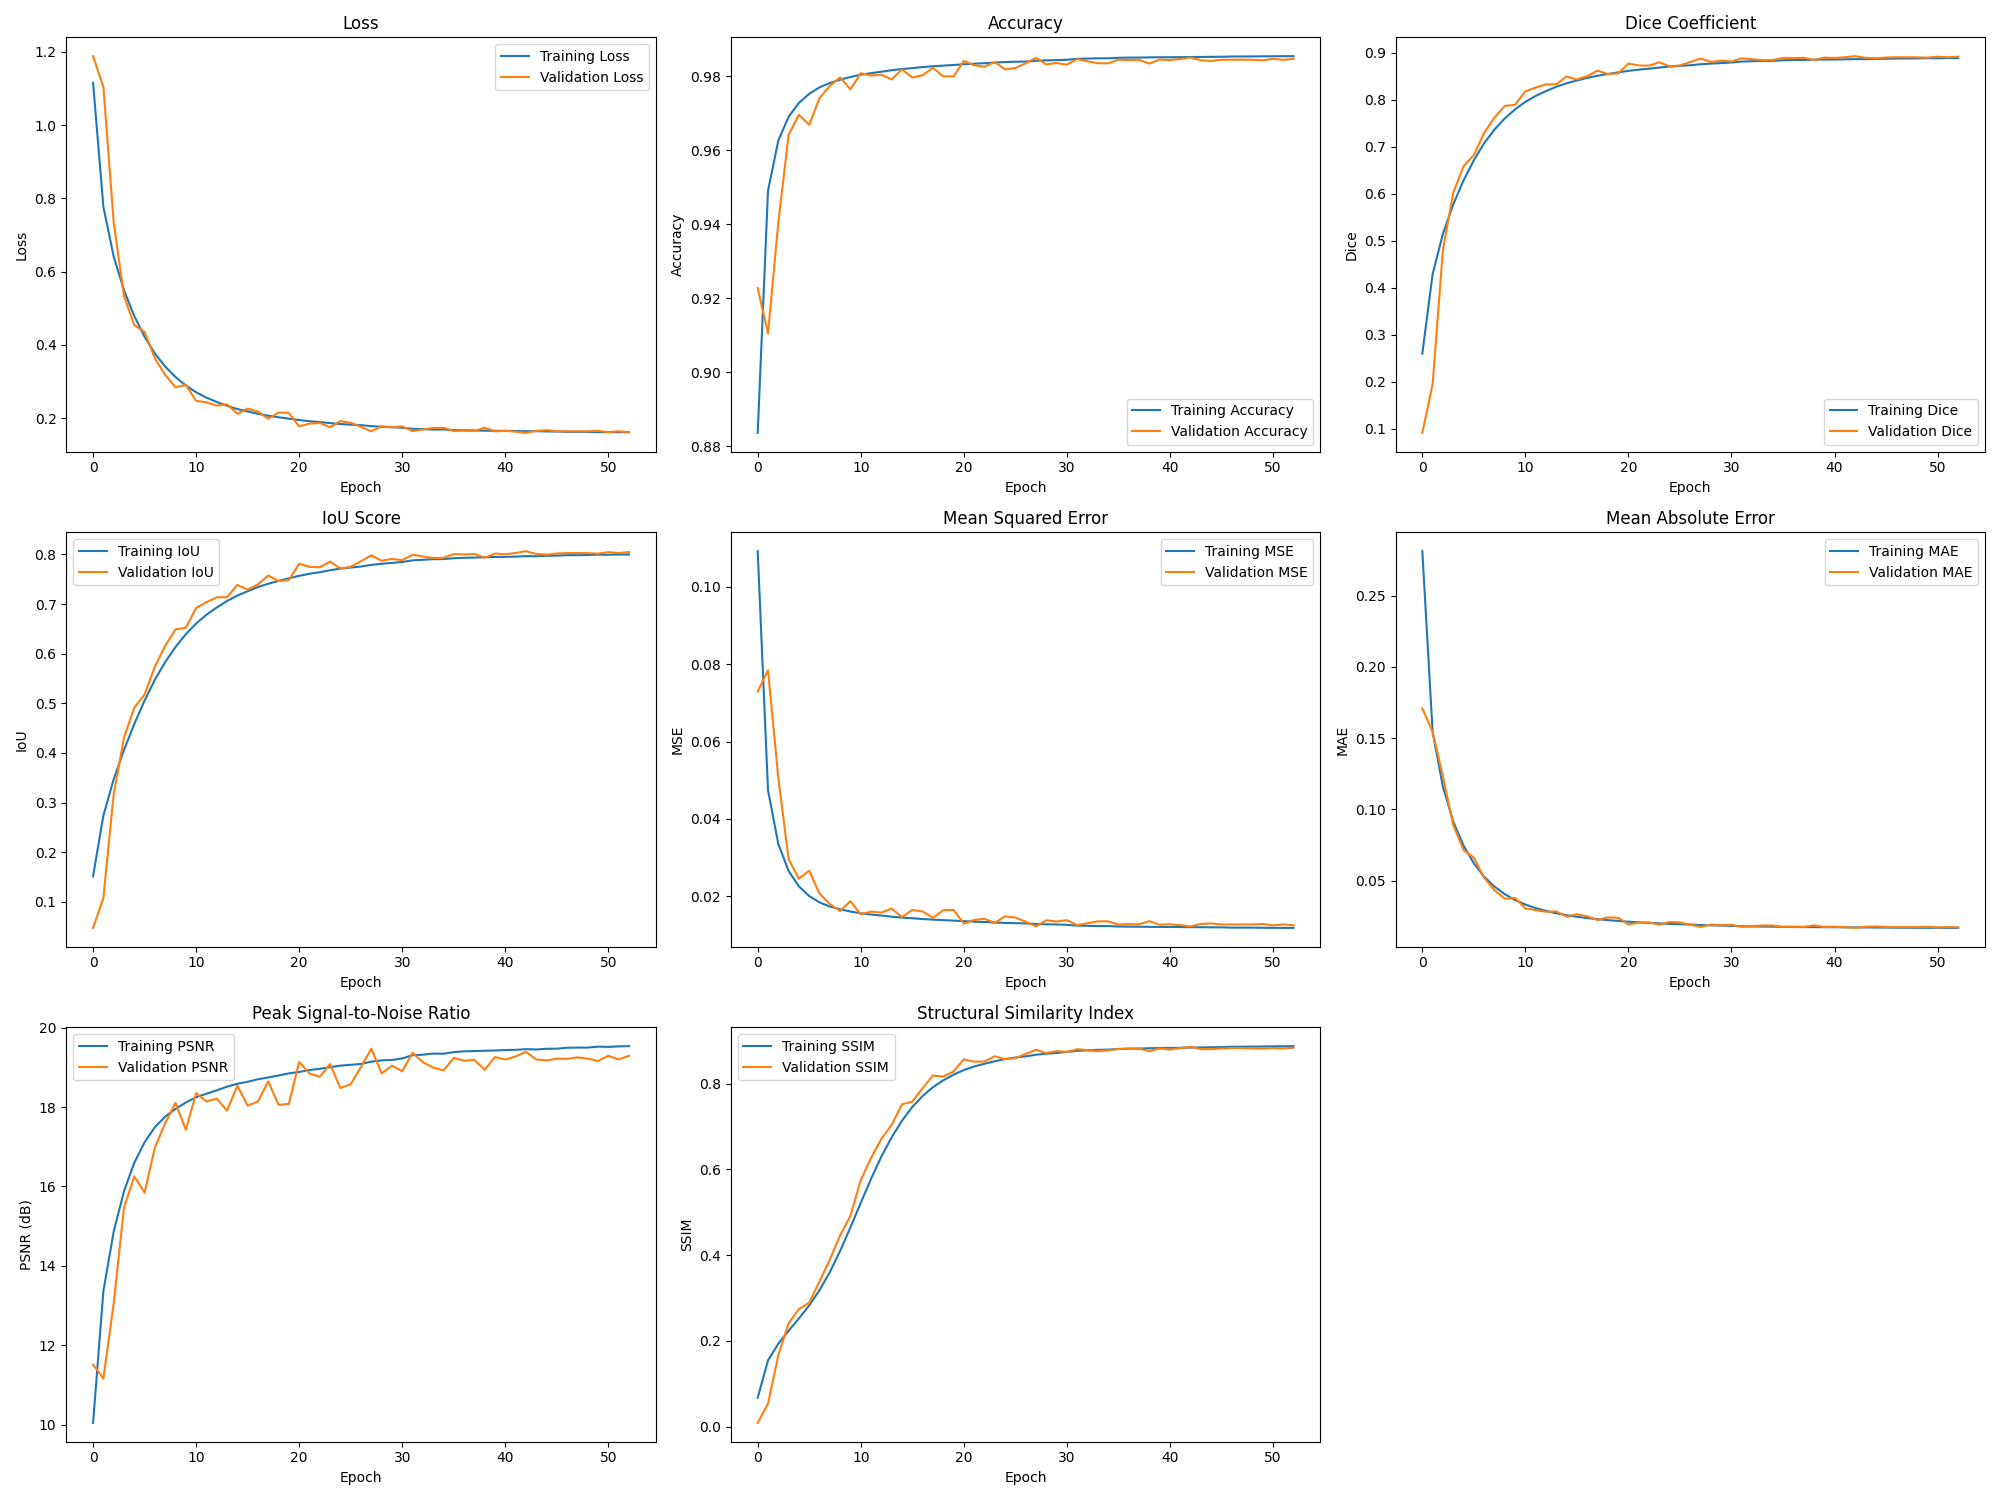 Loss
1.2
1.0
0.8
0.6
0.4
0.2
Loss
Training Loss
Validation Loss
0 10 20 30 40 50
Epoch
Accuracy
0.98
0.96
0.94
0.92
0.90
0.88
Accuracy
Training Accuracy
Validation Accuracy
0 10 20 30 40 50
Epoch
Dice Coefficient
0.9
0.8
0.7
0.6
0.5
0.4
0.3
0.2
0.1
Dice
Training Dice
Validation Dice
0 10 20 30 40 50
Epoch
IoU Score
0.8
0.7
0.6
0.5
0.4
0.3
0.2
0.1
IoU
Training IoU
Validation IoU
0 10 20 30 40 50
Epoch
Mean Squared Error
0.10
0.08
0.06
0.04
0.02
MSE
Training MSE
Validation MSE
0 10 20 30 40 50
Epoch
Mean Absolute Error
0.25
0.20
0.15
0.10
0.05
MAE
Training MAE
Validation MAE
0 10 20 30 40 50
Epoch
Peak Signal-to-Noise Ratio
20
18
16
14
12
10
PSNR (dB)
Training PSNR
Validation PSNR
0 10 20 30 40 50
Epoch
Structural Similarity Index
0.8
0.6
0.4
0.2
0.0
SSIM
Training SSIM
Validation SSIM
0 10 20 30 40 50
Epoch